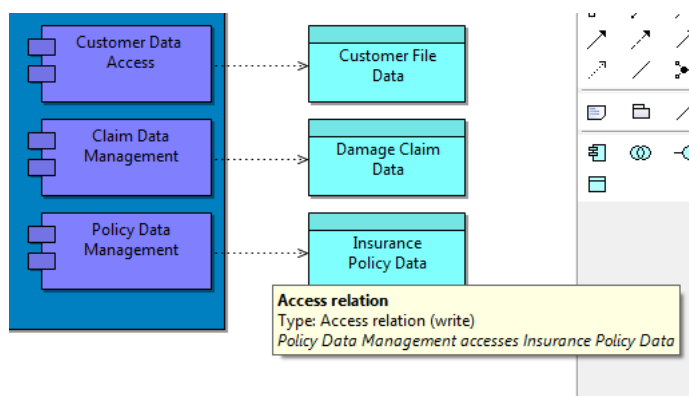 Customer Data
Access
Customer File
Data
Claim Data
Management
Damage Claim
Data
Policy Data
Management
Insurance
Policy Data
Access relation
Type: Access relation (write)
Policy Data Management accesses Insurance Policy Data